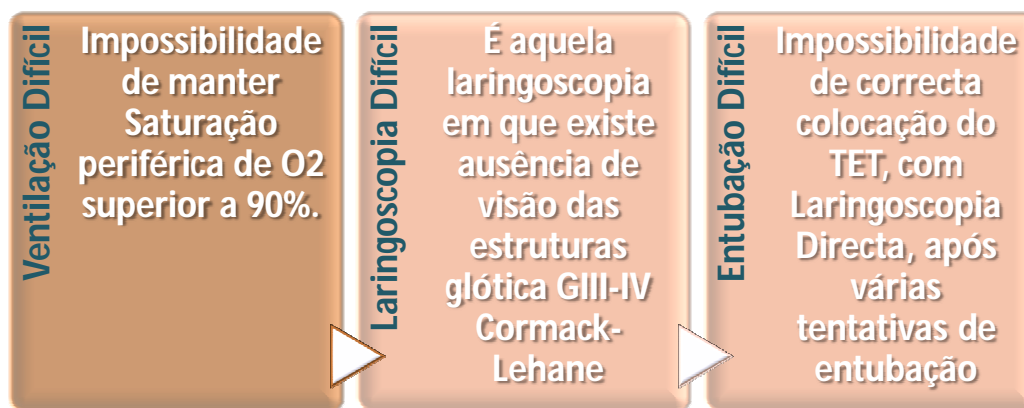 Ventilação Difícil
Impossibilidade
de manter
Saturação
periférica de O2
superior a 90%.
Laringoscopia Difícil
É aquela
laringoscopia
em que existe
ausência de
visão das
estruturas
glótica GIII-IV
Cormack-
Lehane
Entubação Difícil
Impossibilidade
de correcta
colocação do
TET, com
Laringoscopia
Directa, após
várias
tentativas de
entubação